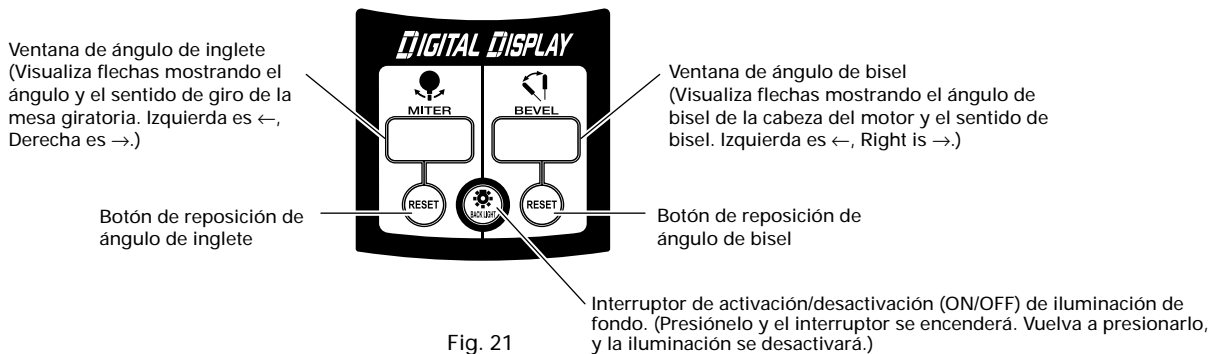 DIGITAL DISPLAY
Ventana de ángulo de inglete
(Visualiza flechas mostrando el
ángulo y el sentido de giro de la
mesa giratoria. Izquierda es ←,
Derecha es →.)
MITER
BEVEL
Ventana de ángulo de bisel
(Visualiza flechas mostrando el ángulo de
bisel de la cabeza del motor y el sentido de
bisel. Izquierda es ←, Right is →.)
RESET
BACK LIGHT
RESET
Botón de reposición de
ángulo de inglete
Botón de reposición de
ángulo de bisel
Interruptor de activación/desactivación (ON/OFF) de iluminación de
fondo. (Presiónelo y el interruptor se encenderá. Vuelva a presionarlo,
y la iluminación se desactivará.)
Fig. 21